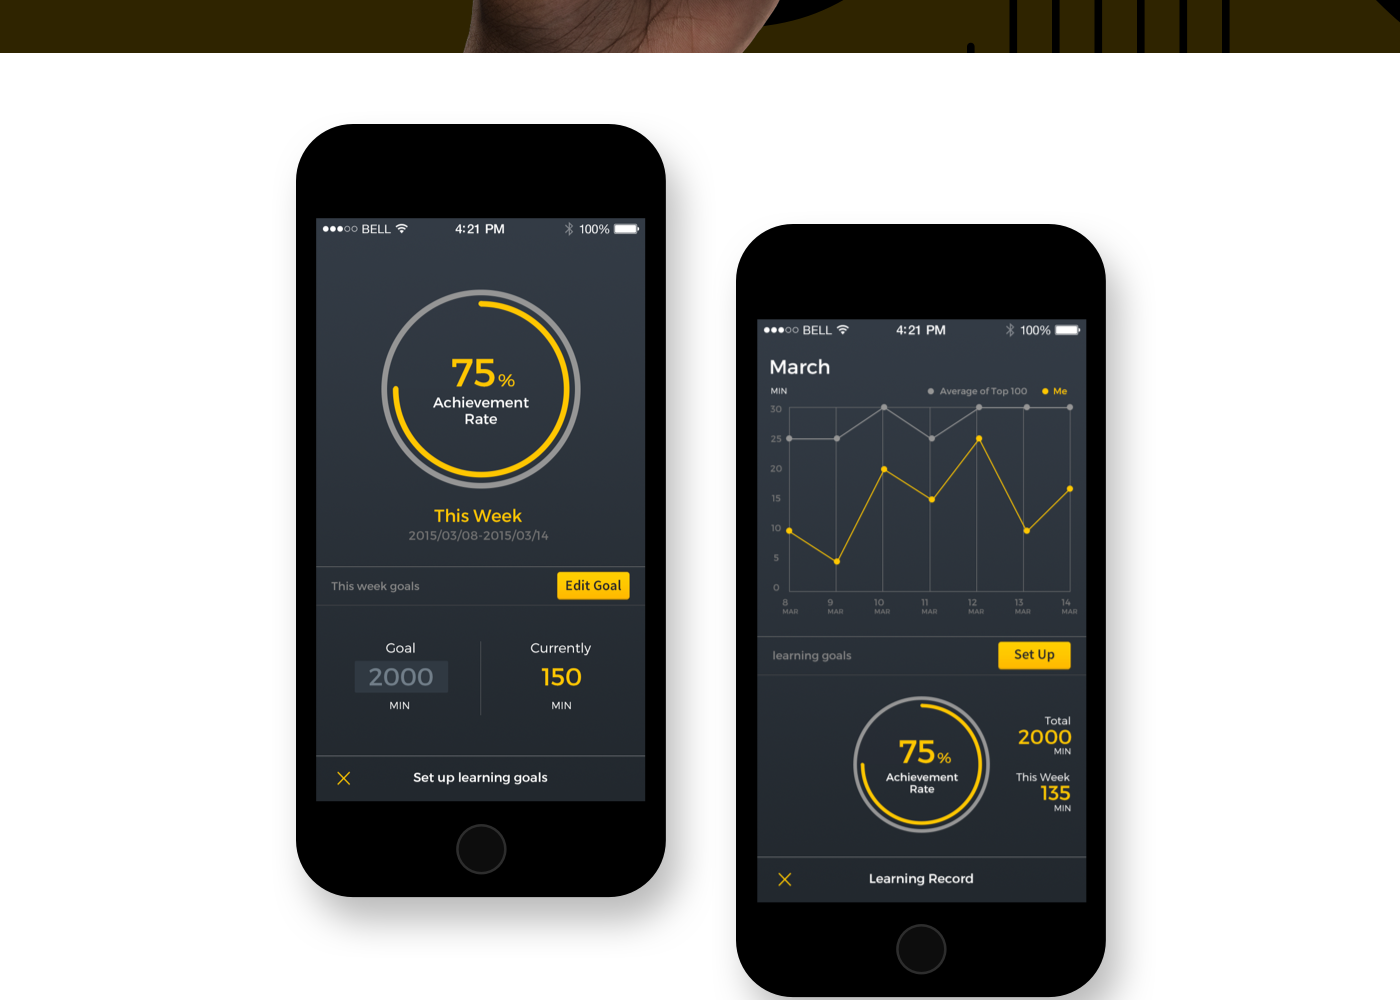 BELL 4:21 PM 100%
75%
Achievement
Rate
This Week
2015/03/08-2015/03/14
This week goals Edit Goal
Goal Currently
2000 150
MIN MIN
Set up learning goals
BELL 4:21 PM 100%
March
MIN Average of Top 100 Me
30
25
20
15
10
5
0
8 9 10 11 12 13 14
MAR MAR MAR MAR MAR MAR MAR
learning goals Set Up
75%
Achievement
Rate
Total
2000
MIN
This Week
135
MIN
Learning Record